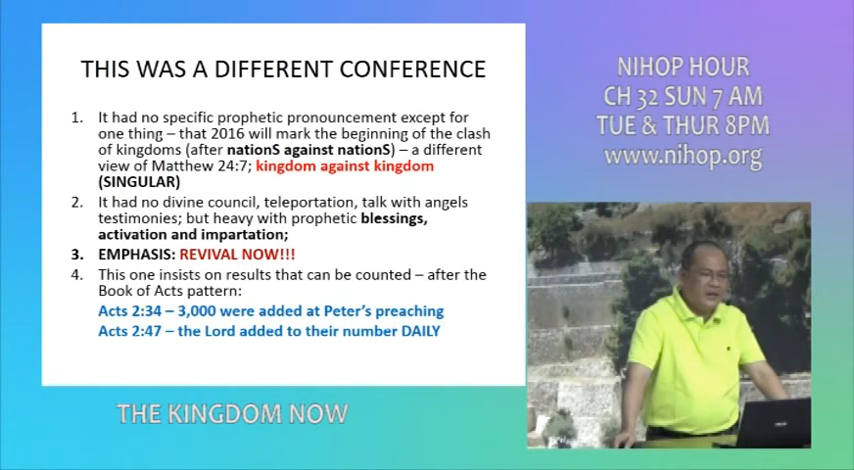 THIS WAS A DIFFERENT CONFERENCE
1. It had no specific prophetic pronouncement except for
one thing – that 2016 will mark the beginning of the clash
of kingdoms (after nationS against nationS) – a different
view of Matthew 24:7; kingdom against kingdom
(SINGULAR)
2. It had no divine council, teleportation, talk with angels
testimonies; but heavy with prophetic blessings,
activation and impartation;
3. EMPHASIS: REVIVAL NOW!!!
4. This one insists on results that can be counted – after the
Book of Acts pattern:
Acts 2:34 – 3,000 were added at Peter’s preaching
Acts 2:47 – the Lord added to their number DAILY
THE KINGDOM NOW
NIHOP HOUR
CH 32 SUN 7 AM
TUE & THUR 8PM
www.nihop.org